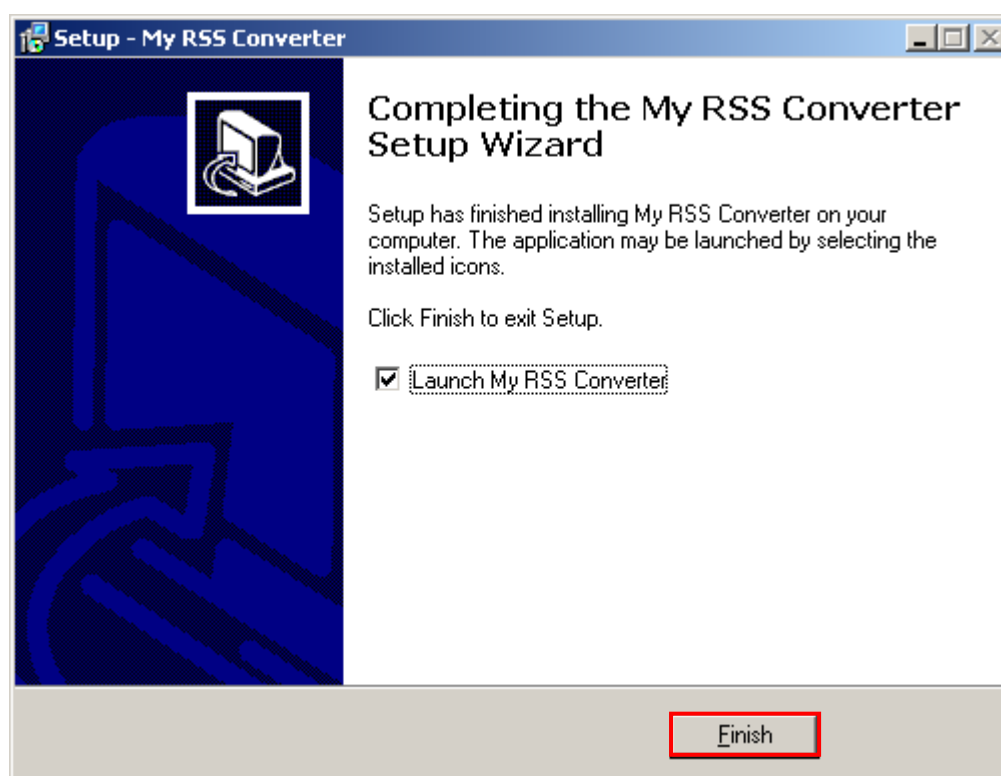 Setup - My RSS Converter
Completing the My RSS Converter
Setup Wizard
Setup has finished installing My RSS Converter on your
computer. The application may be launched by selecting the
installed icons.
Click Finish to exit Setup.
Launch My RSS Converter
Finish